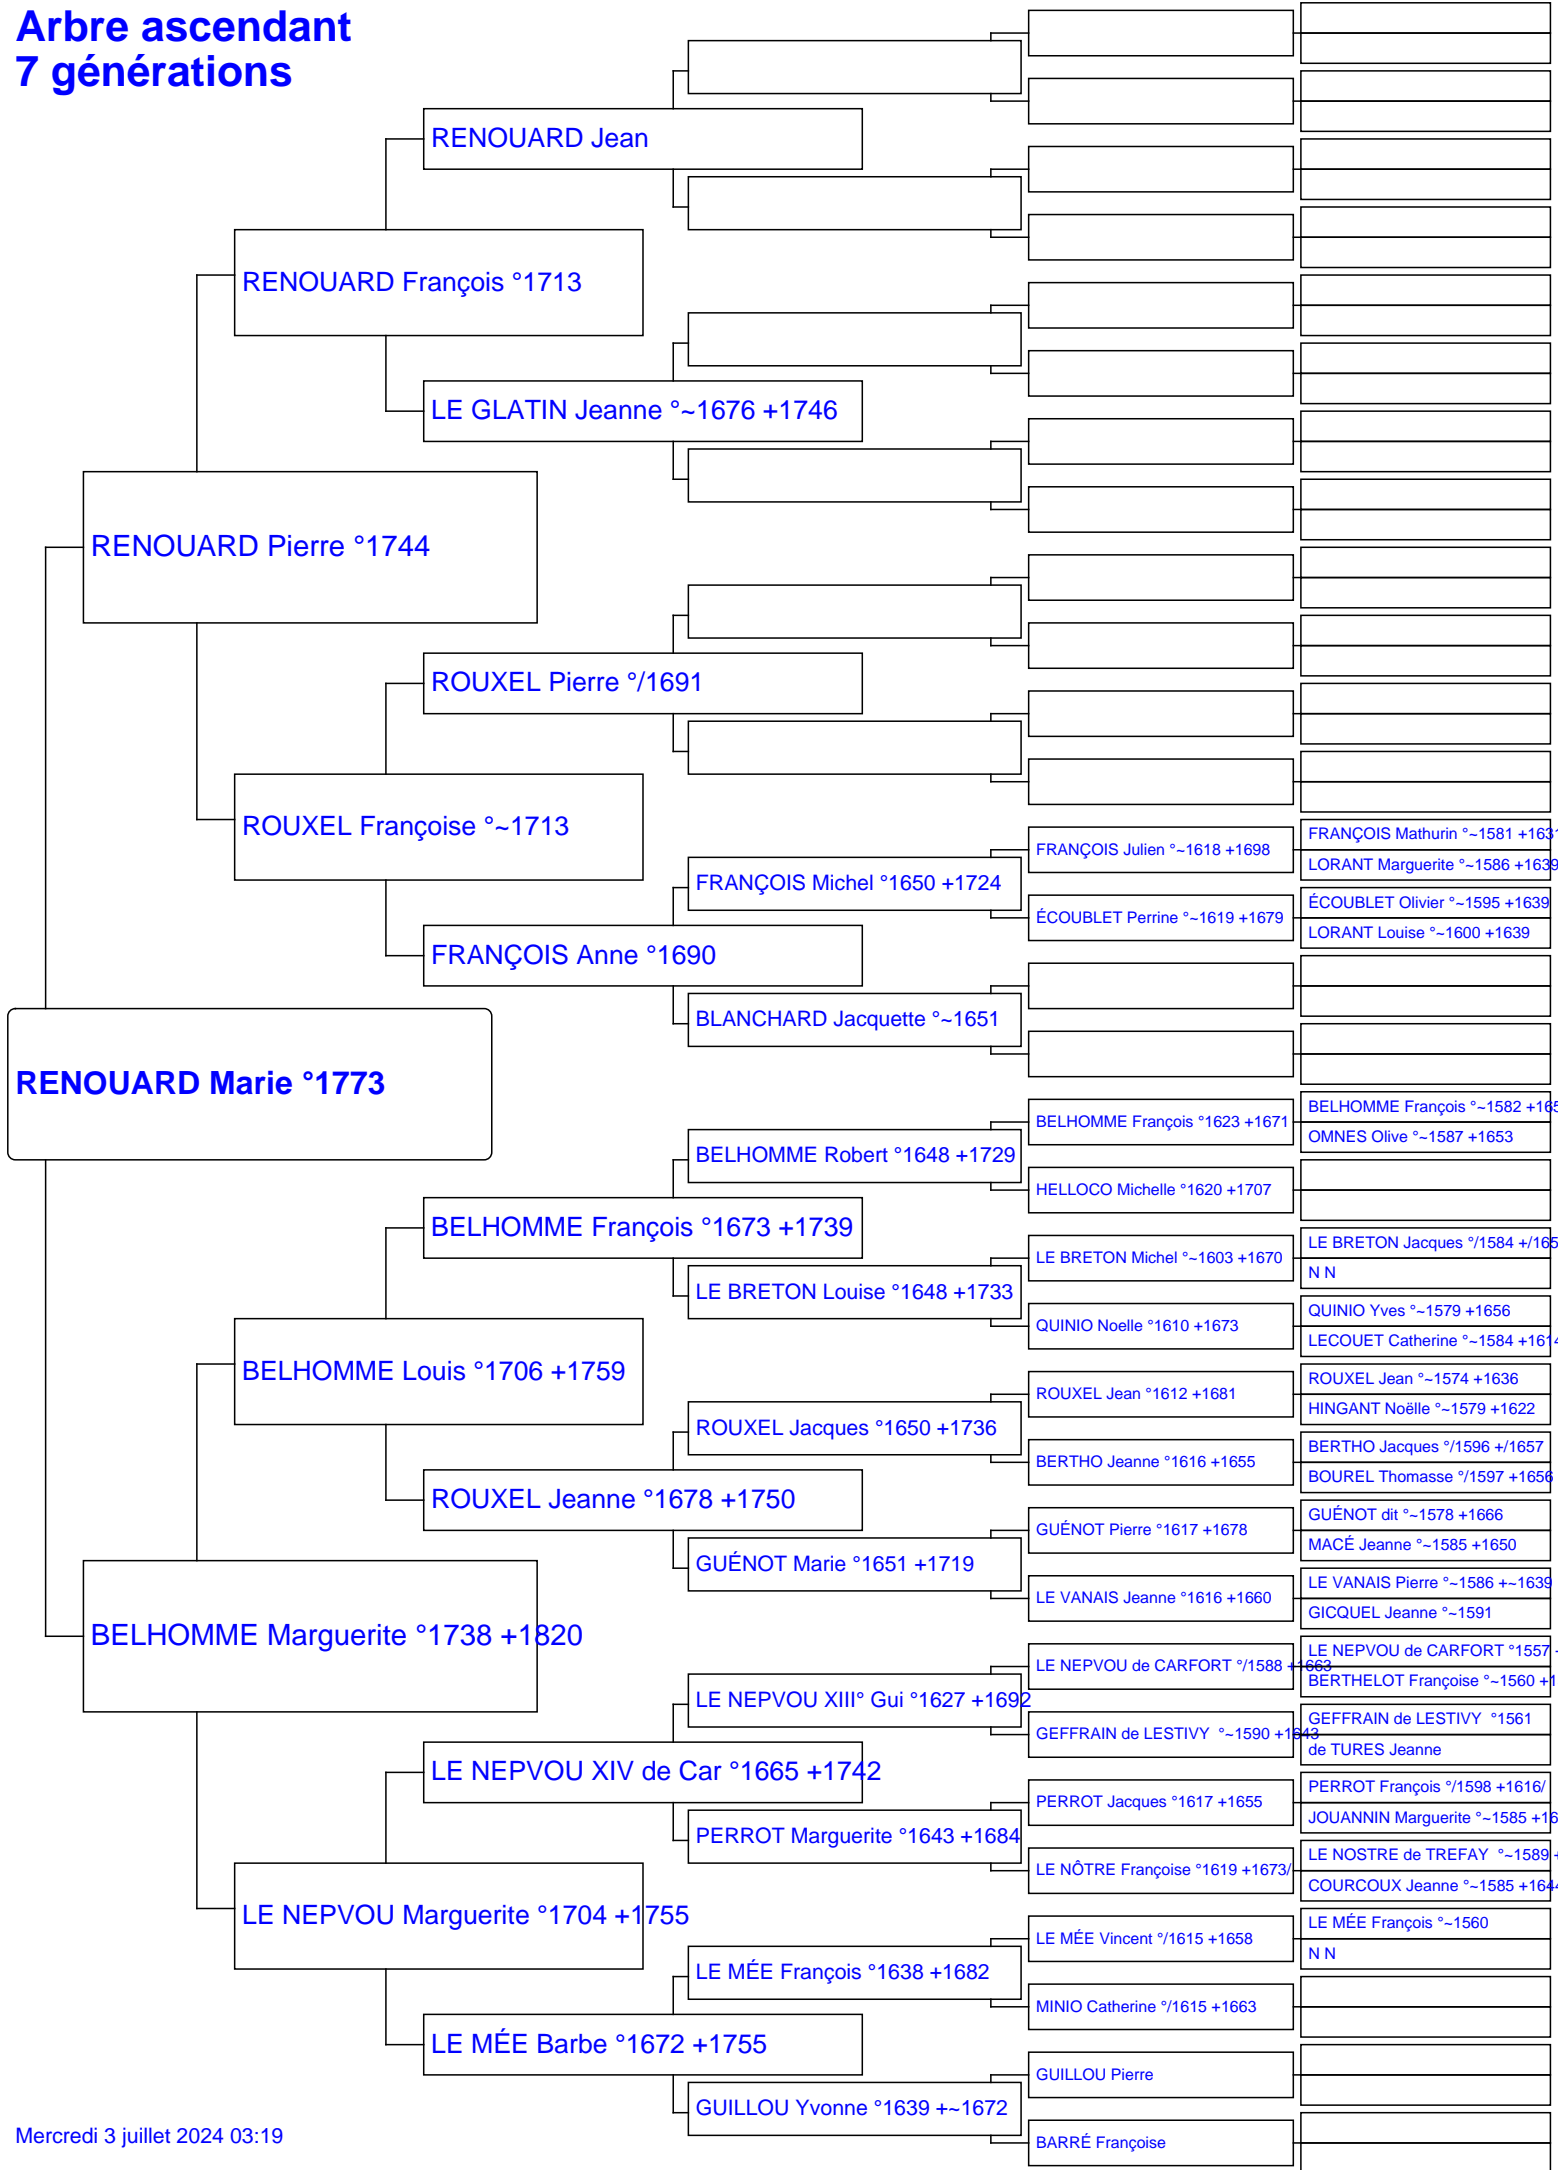 Arbre ascendant
7 générations
RENOUARD Marie °1773
RENOUARD Pierre °1744
BELHOMME Marguerite °1738 +1820
RENOUARD François °1713
ROUXEL Françoise °~1713
BELHOMME Louis °1706 +1759
LE NEPVOU Marguerite °1704 +1755
RENOUARD Jean
LE GLATIN Jeanne °~1676 +1746
ROUXEL Pierre °/1691
FRANÇOIS Anne °1690
BELHOMME François °1673 +1739
ROUXEL Jeanne °1678 +1750
LE NEPVOU XIV de Car °1665 +1742
LE MÉE Barbe °1672 +1755
FRANÇOIS Michel °1650 +1724
BLANCHARD Jacquette °~1651
BELHOMME Robert °1648 +1729
LE BRETON Louise °1648 +1733
ROUXEL Jacques °1650 +1736
GUÉNOT Marie °1651 +1719
LE NEPVOU XIII° Gui °1627 +1692
PERROT Marguerite °1643 +1684
LE MÉE François °1638 +1682
GUILLOU Yvonne °1639 +~1672
FRANÇOIS Julien °~1618 +1698
ÉCOUBLET Perrine °~1619 +1679
BELHOMME François °1623 +1671
HELLOCO Michelle °1620 +1707
LE BRETON Michel °~1603 +1670
QUINIO Noelle °1610 +1673
ROUXEL Jean °1612 +1681
BERTHO Jeanne °1616 +1655
GUÉNOT Pierre °1617 +1678
LE VANAIS Jeanne °1616 +1660
LE NEPVOU de CARFORT °/1588 +1663
GEFFRAIN de LESTIVY °~1590 +1643
PERROT Jacques °1617 +1655
LE NÔTRE Françoise °1619 +1673/
LE MÉE Vincent °/1615 +1658
MINIO Catherine °/1615 +1663
GUILLOU Pierre
BARRÉ Françoise
FRANÇOIS Mathurin °~1581 +1631
LORANT Marguerite °~1586 +1639
ÉCOUBLET Olivier °~1595 +1639
LORANT Louise °~1600 +1639
BELHOMME François °~1582 +165
OMNES Olive °~1587 +1653
LE BRETON Jacques °/1584 +/165
N N
QUINIO Yves °~1579 +1656
LECOUET Catherine °~1584 +1614
ROUXEL Jean °~1574 +1636
HINGANT Noëlle °~1579 +1622
BERTHO Jacques °/1596 +/1657
BOUREL Thomasse °/1597 +1656
GUÉNOT dit °~1578 +1666
MACÉ Jeanne °~1585 +1650
LE VANAIS Pierre °~1586 +~1639
GICQUEL Jeanne °~1591
LE NEPVOU de CARFORT °1557 +
BERTHELOT Françoise °~1560 +1
GEFFRAIN de LESTIVY °1561
de TURES Jeanne
PERROT François °/1598 +1616/
JOUANNIN Marguerite °~1585 +16
LE NOSTRE de TREFAY °~1589 +
COURCOUX Jeanne °~1585 +1644
LE MÉE François °~1560
N N
Mercredi 3 juillet 2024 03:19